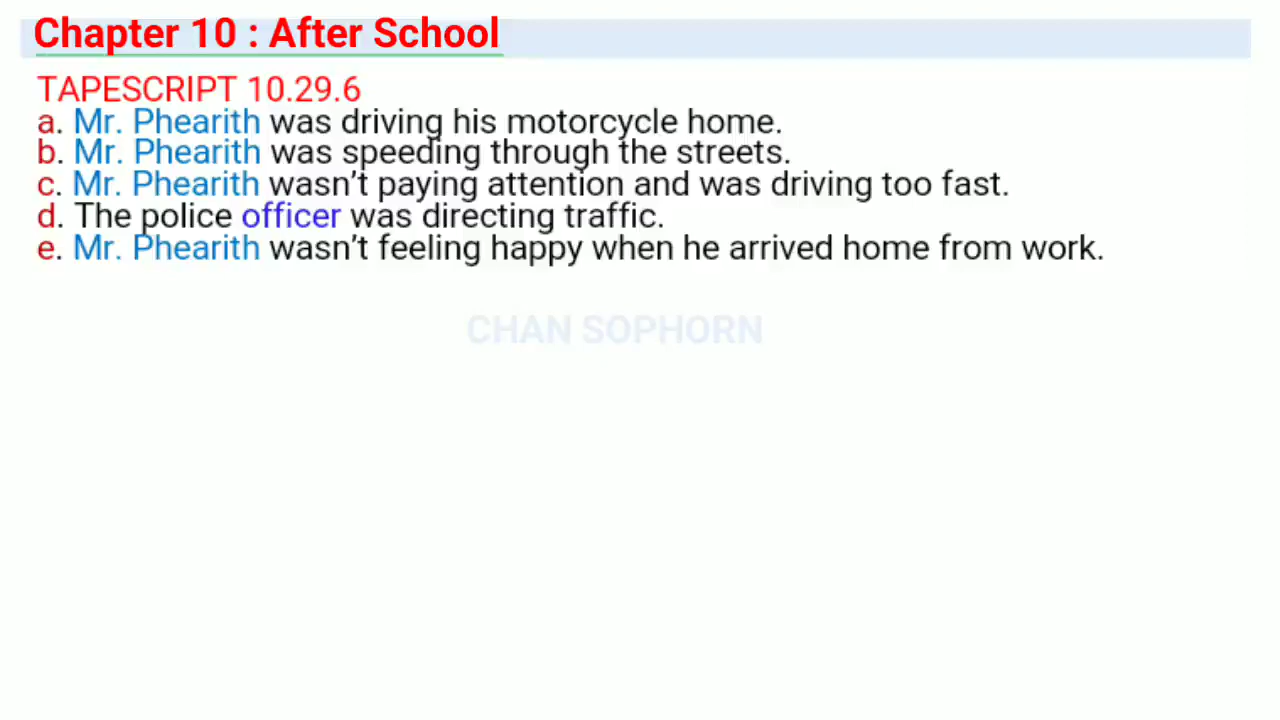 Chapter 10 : After School
TAPESCRIPT 10.29.6
a. Mr. Phearith was driving his motorcycle home.
b. Mr. Phearith was speeding through the streets.
c. Mr. Phearith wasn’t paying attention and was driving too fast.
d. The police officer was directing traffic.
e. Mr. Phearith wasn’t feeling happy when he arrived home from work.
CHAN SOPHORN